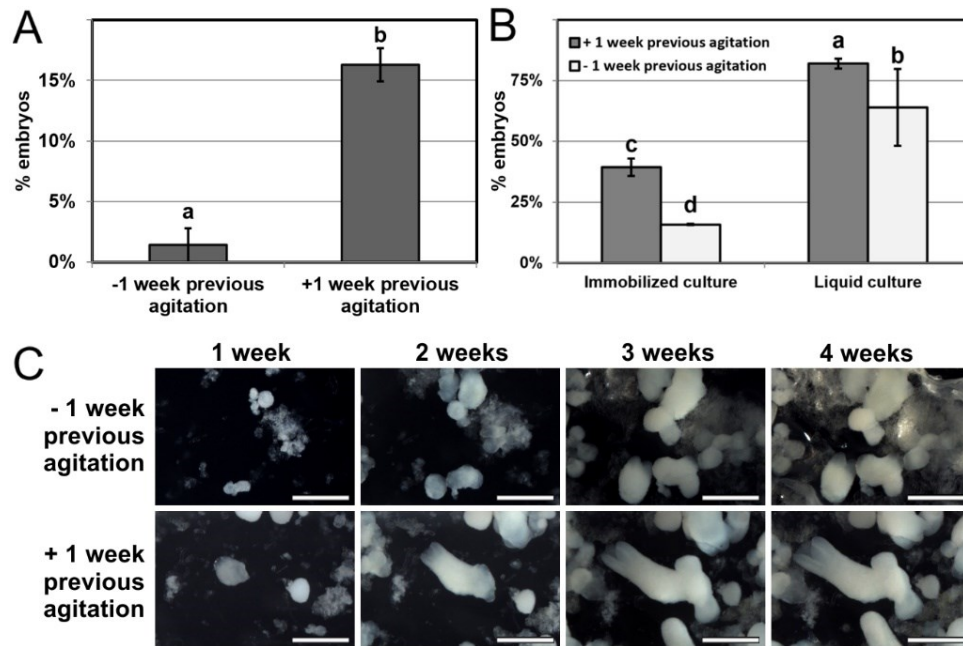 A
% embryos
15%
10%
5%
0%
a
b
-1 week previous
agitation
+1 week previous
agitation
B
% embryos
75%
50%
25%
0%
+ 1 week previous agitation
- 1 week previous agitation
c
d
a
b
Immobilized culture
Liquid culture
C
1 week
2 weeks
3 weeks
4 weeks
- 1 week
previous
agitation
+ 1 week
previous
agitation